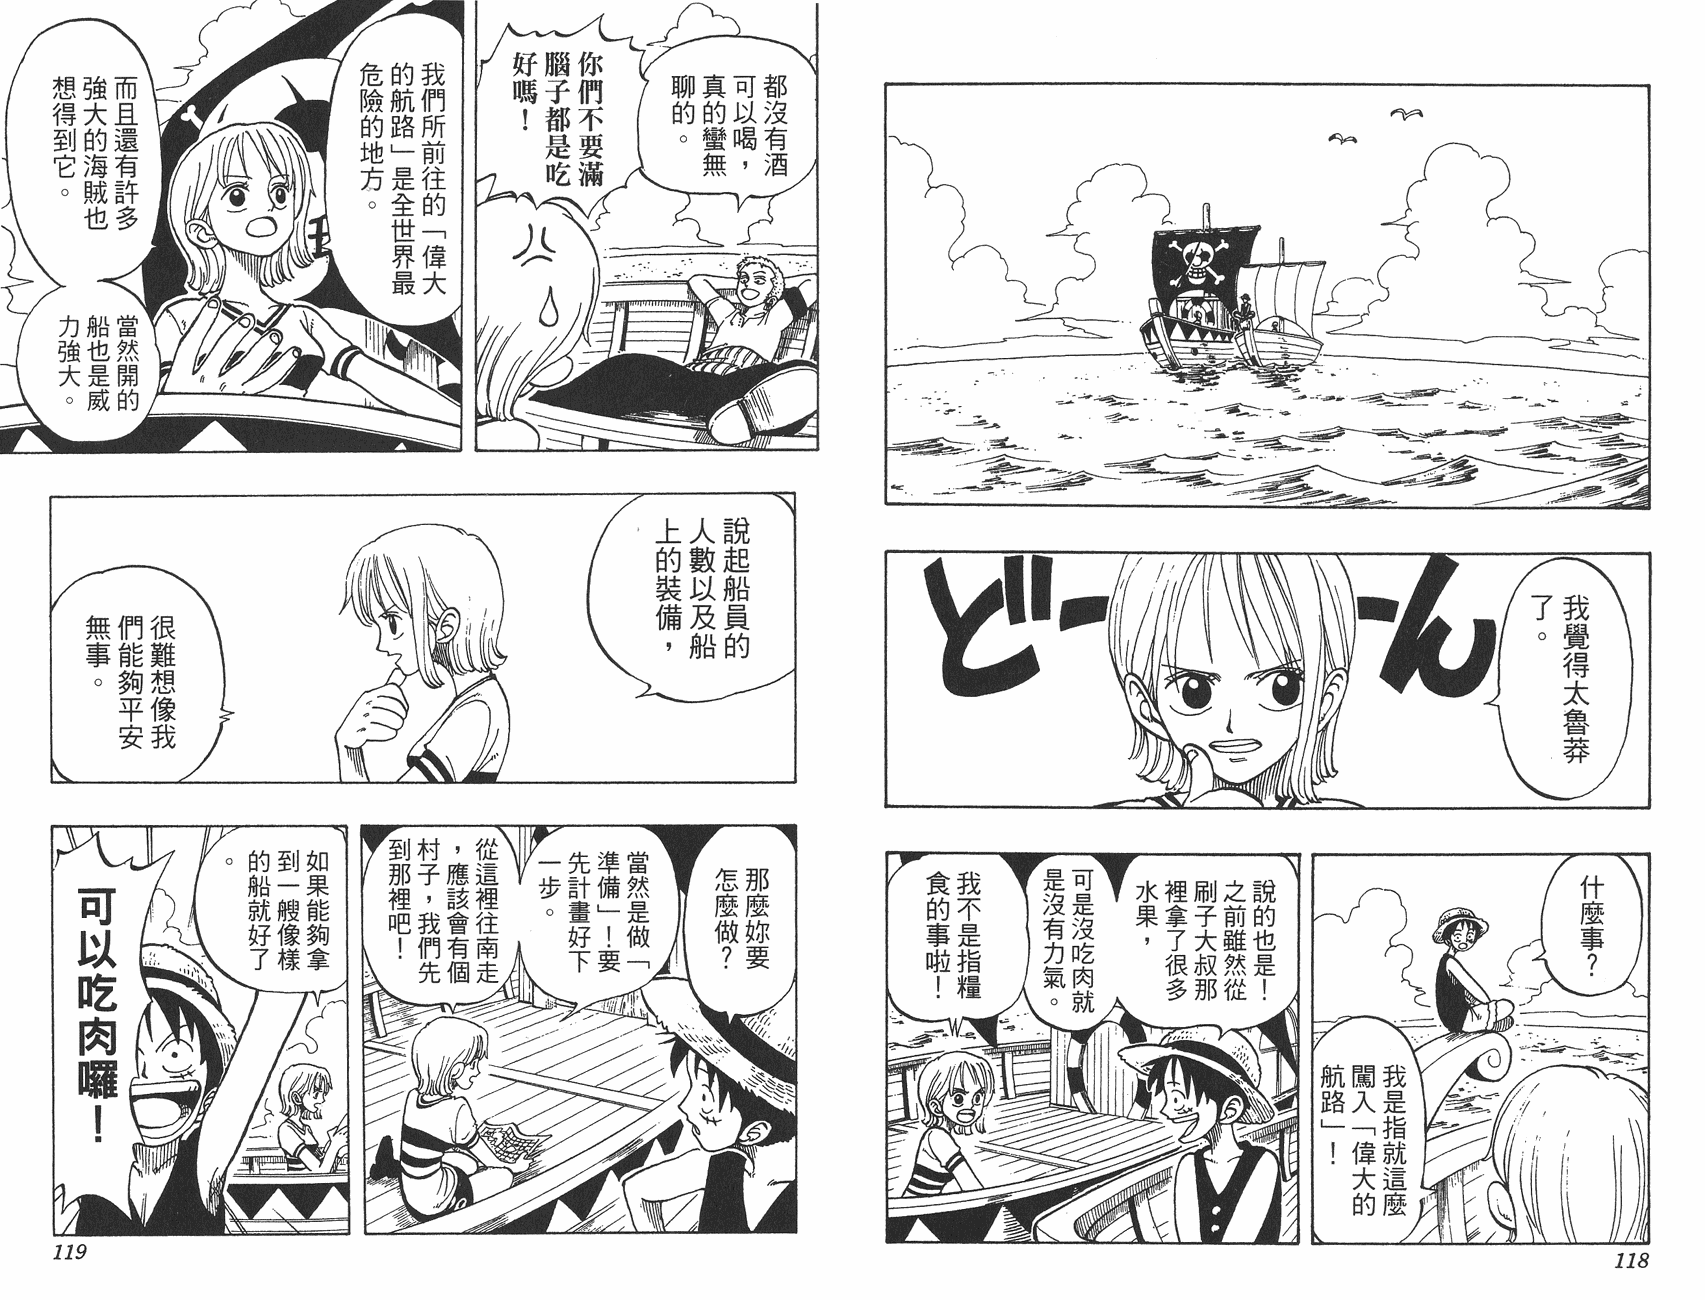 ドーーん
我覺得太魯莽
了。
什麼事?
我是指就這麼
闖入「偉大的
航路」!
說的也是!
之前雖然從
刷子大叔那
裡拿了很多
水果,
可是沒吃肉就
是沒有力氣。
我不是指糧
食的事啦!
118
都沒有酒
可以喝,
真的蠻無
聊的。
你們不要滿
腦子都是吃
好嗎!
我們所前往的「偉大
的航路」是全世界最
危險的地方。
而且還有許多
強大的海賊也
想得到它。
當然開的
船也是威
力強大。
說起船員的
人數以及船
上的裝備,
很難想像我
們能夠平安
無事。
那麼妳要
怎麼做?
當然是做「
準備」!要
先計畫好下
一步。
從這裡往南走
,應該會有個
村子,我們先
到那裡吧!
如果能夠拿
到一艘像樣
的船就好了
。
可以吃肉囉!
119